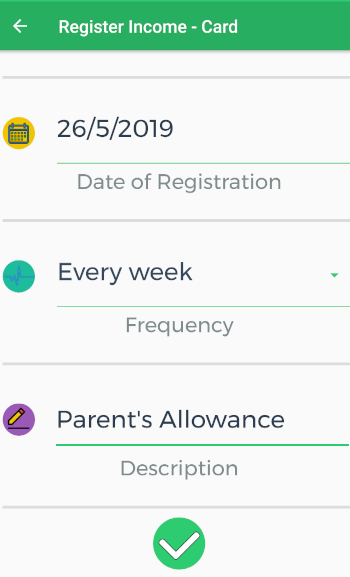 Register Income - Card
26/5/2019
Date of Registration
Every week
Frequency
Parent's Allowance
Description